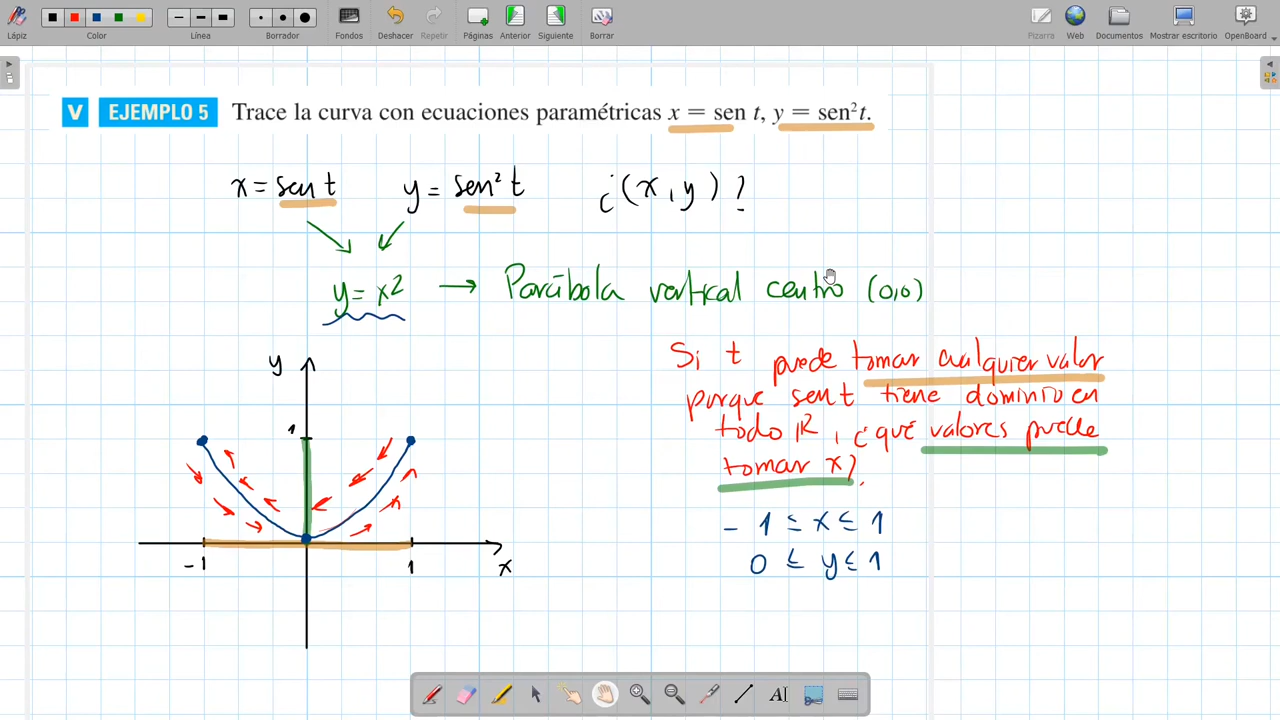 Lápiz Color Línea Borrador Fondos Deshacer Repetir Páginas Anterior Siguiente Borrar Pizarra Web Documentos Mostrar escritorio OpenBoard
V EJEMPLO 5 Trace la curva con ecuaciones paramétricas x = sen t, y = sen²t.
x = sen t y = sen² t ¿(x, y)?
y = x² → Parábola vertical centro (0,0)
Si t puede tomar cualquier valor
porque sen t tiene dominio en
todo ℝ, ¿qué valores puede
tomar x?
-1 ≤ x ≤ 1
0 ≤ y ≤ 1
y
1
-1 1 x
AI